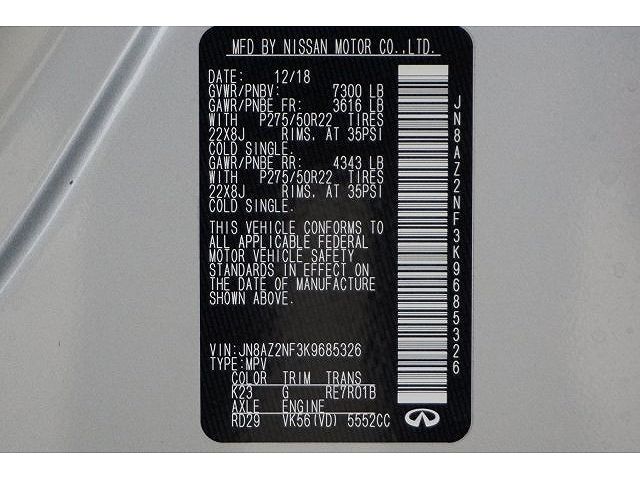 MFD BY NISSAN MOTOR CO.,LTD.
DATE: 12/18
GVWR/PNBV: 7300 LB
GAWR/PNBE FR: 3616 LB
WITH P275/50R22 TIRES
22X8J RIMS, AT 35PSI
COLD SINGLE.
GAWR/PNBE RR: 4343 LB
WITH P275/50R22 TIRES
22X8J RIMS, AT 35PSI
COLD SINGLE.
THIS VEHICLE CONFORMS TO
ALL APPLICABLE FEDERAL
MOTOR VEHICLE SAFETY
STANDARDS IN EFFECT ON
THE DATE OF MANUFACTURE
SHOWN ABOVE.
VIN:JN8AZ2NF3K9685326
TYPE:MPV
COLOR TRIM TRANS
K23 G RE7R01B
AXLE ENGINE
RD29 VK56(VD) 5552CC
JN8AZ2NF3K9685326